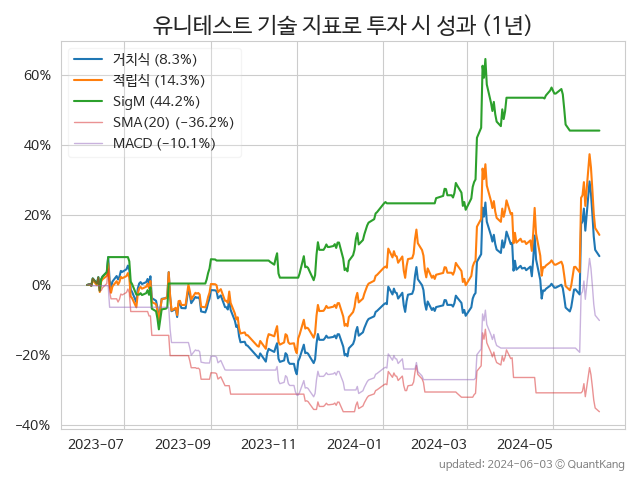 유니테스트 기술 지표로 투자 시 성과 (1년)
거치식 (8.3%)
적립식 (14.3%)
SigM (44.2%)
SMA(20) (−36.2%)
MACD (−10.1%)
60%
40%
20%
0%
−20%
−40%
2023-07 2023-09 2023-11 2024-01 2024-03 2024-05
updated: 2024-06-03 © QuantKang